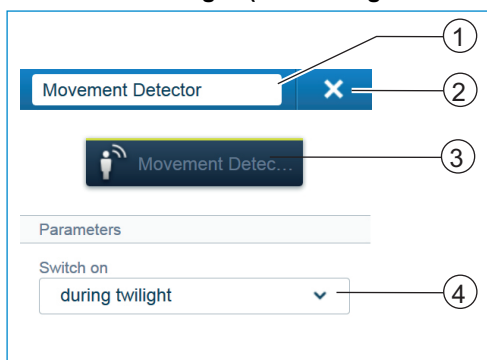 1
Movement Detector
2
Movement Detec...
3
Parameters
Switch on
during twilight
4